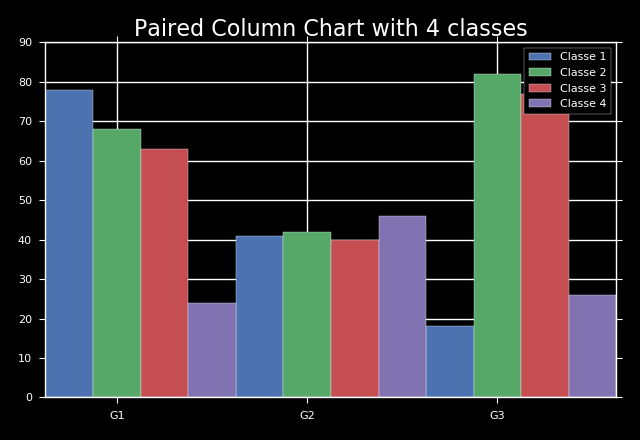 Paired Column Chart with 4 classes
90
80
70
60
50
40
30
20
10
0
Classe 1
Classe 2
Classe 3
Classe 4
G1
G2
G3